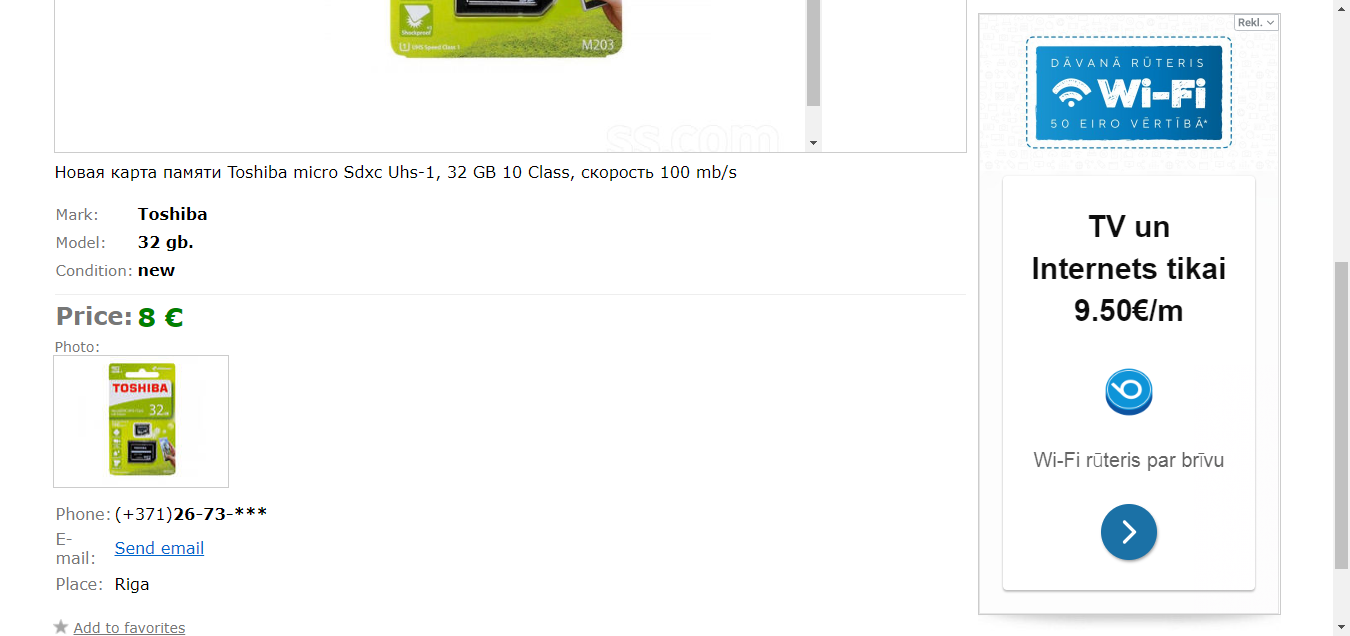 Shockproof
UHS Speed Class 1
M203
ss.com
Новая карта памяти Toshiba micro Sdxc Uhs-1, 32 GB 10 Class, скорость 100 mb/s
Mark: Toshiba
Model: 32 gb.
Condition: new
Price: 8 €
Photo:
TOSHIBA
32
Phone: (+371)26-73-***
E-
mail: Send email
Place: Riga
Add to favorites
Rekl.
DĀVANĀ RŪTERIS
Wi-Fi
50 EIRO VĒRTĪBĀ*
TV un
Internets tikai
9.50€/m
Wi-Fi rūteris par brīvu